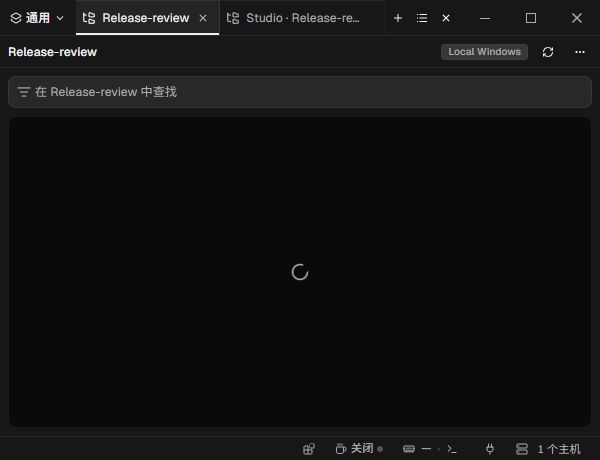 通用 Release-review Studio · Release-re...
Release-review Local Windows
在 Release-review 中查找
关闭 1 个主机